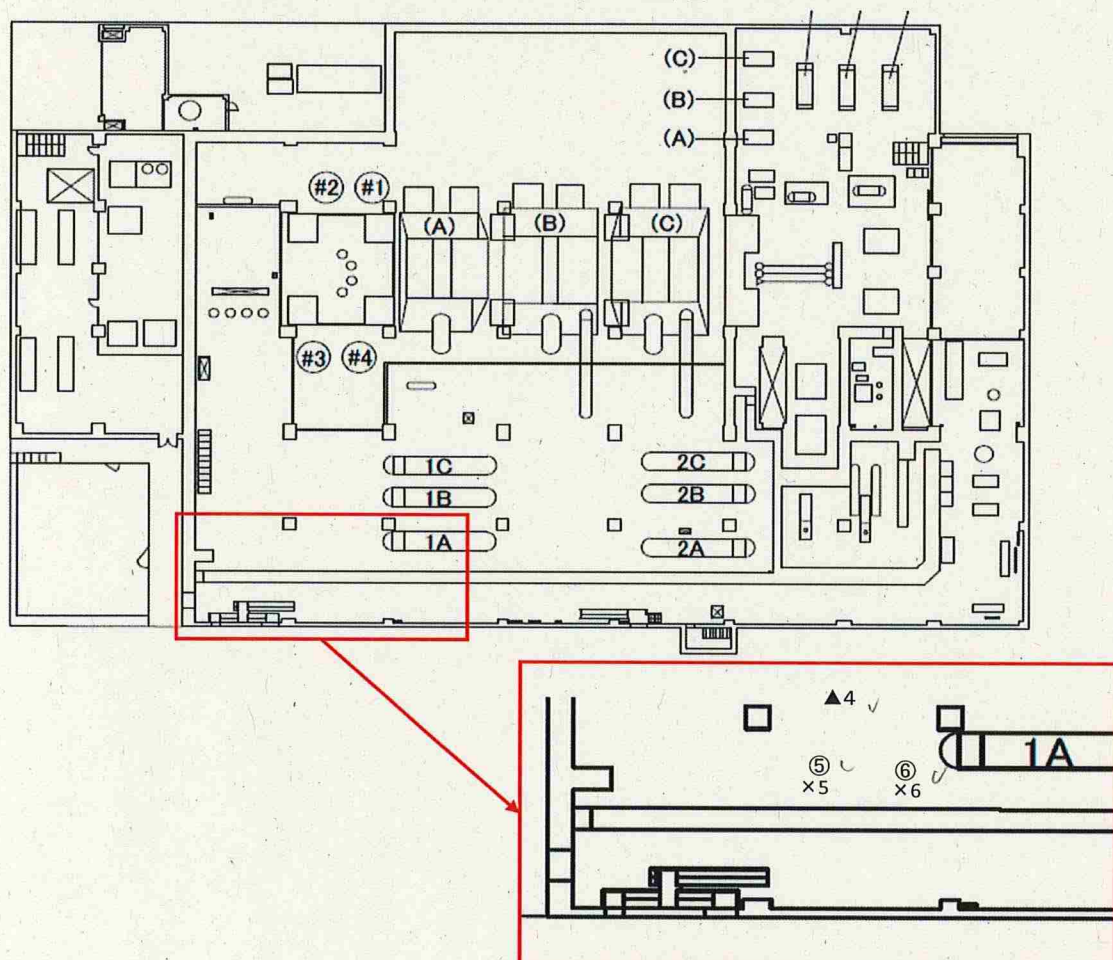 (C)
(B)
(A)
#2 #1
(A) (B) (C)
#3 #4
1C 2C
1B 2B
1A 2A
▲4
⑤ ⑥
×5 ×6
1A